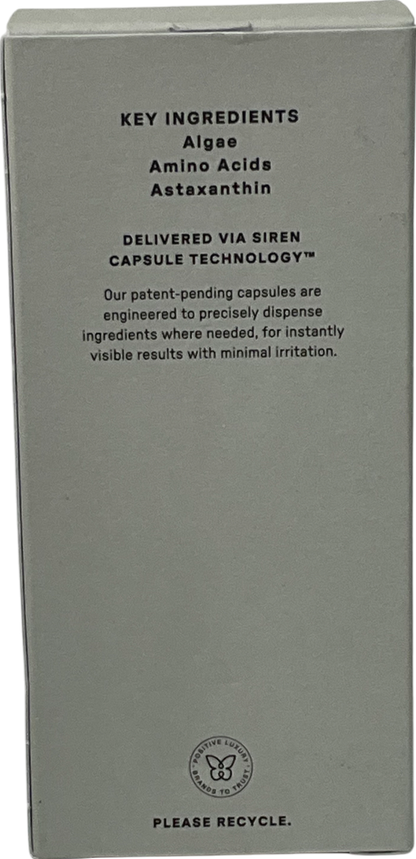 KEY INGREDIENTS
Algae
Amino Acids
Astaxanthin
DELIVERED VIA SIREN
CAPSULE TECHNOLOGY™
Our patent-pending capsules are
engineered to precisely dispense
ingredients where needed, for instantly
visible results with minimal irritation.
• POSITIVE LUXURY •
BRANDS TO TRUST
PLEASE RECYCLE.